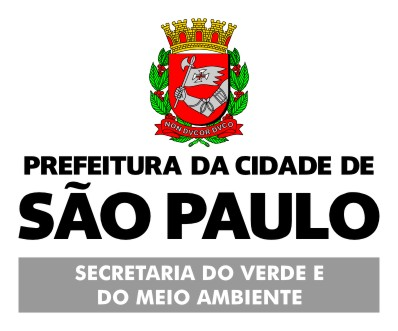 NON DVCOR DVCO
PREFEITURA DA CIDADE DE
SÃO PAULO
SECRETARIA DO VERDE E
DO MEIO AMBIENTE